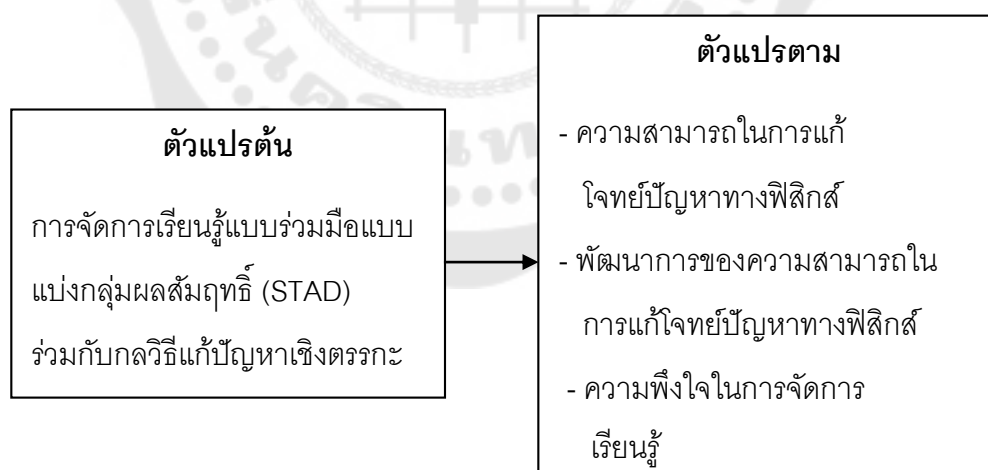 ตัวแปรต้น
การจัดการเรียนรู้แบบร่วมมือแบบ
แบ่งกลุ่มผลสัมฤทธิ์ (STAD)
ร่วมกับกลวิธีแก้ปัญหาเชิงตรรกะ
ตัวแปรตาม
- ความสามารถในการแก้
โจทย์ปัญหาทางฟิสิกส์
- พัฒนาการของความสามารถใน
การแก้โจทย์ปัญหาทางฟิสิกส์
- ความพึงใจในการจัดการ
เรียนรู้